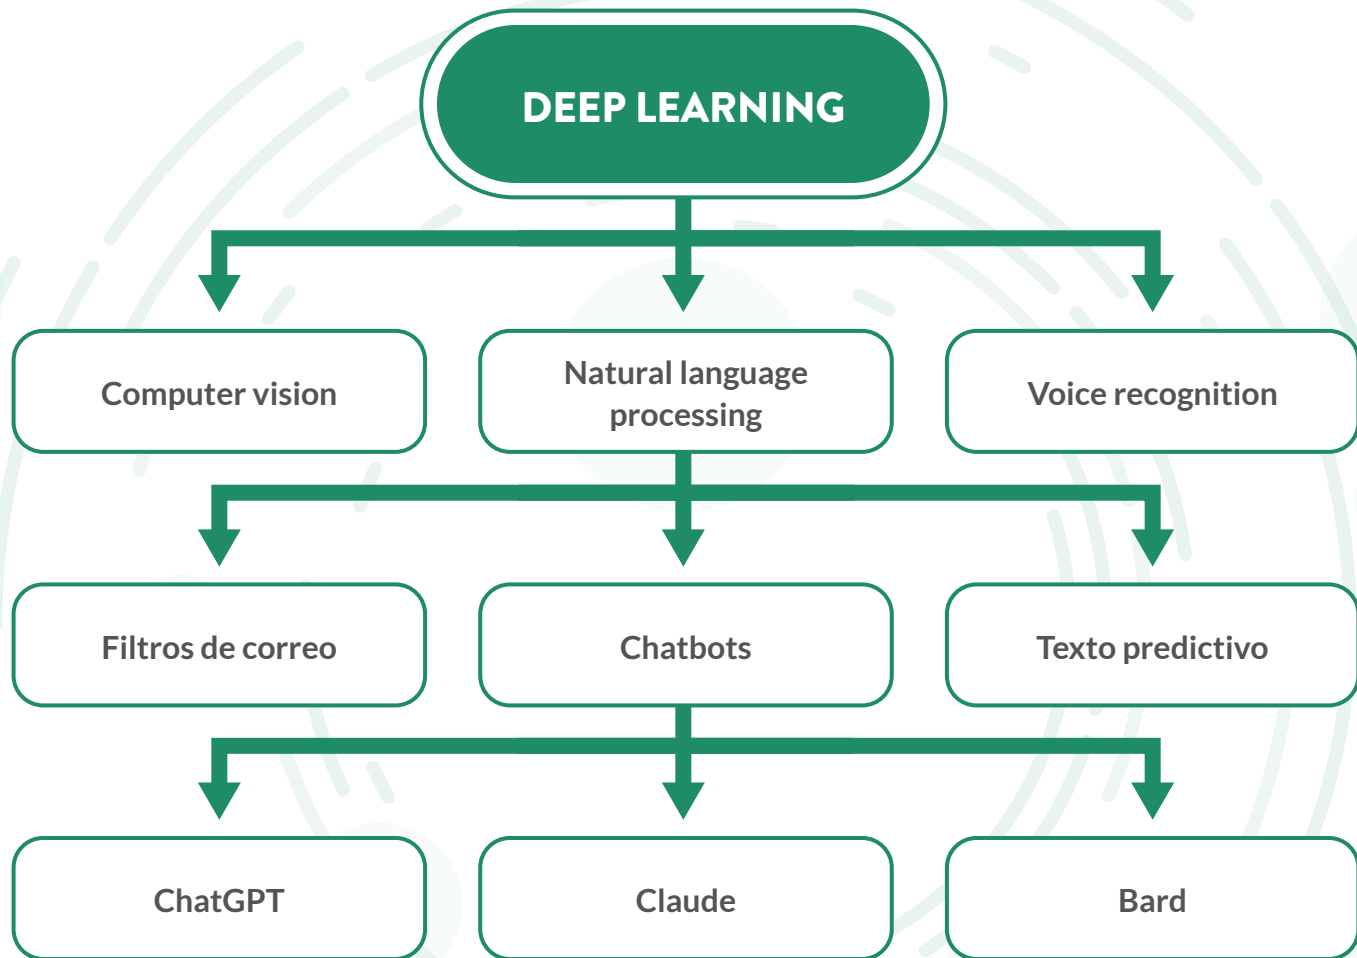 DEEP LEARNING
Computer vision
Natural language
processing
Voice recognition
Filtros de correo
Chatbots
Texto predictivo
ChatGPT
Claude
Bard